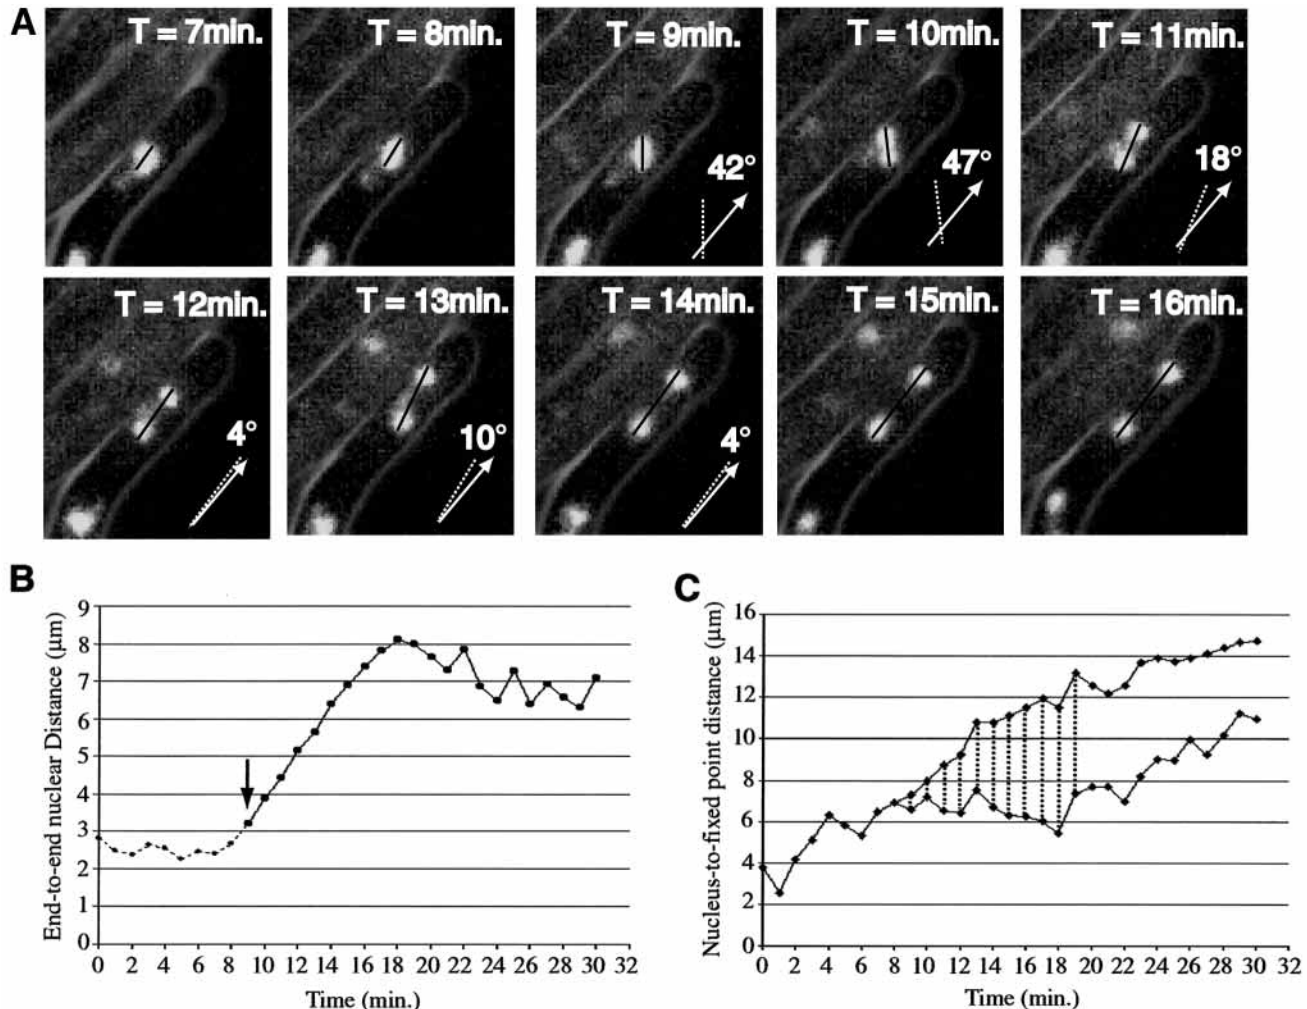 A
T = 7min.
T = 8min.
T = 9min.
T = 10min.
T = 11min.
42°
47°
18°
T = 12min.
T = 13min.
T = 14min.
T = 15min.
T = 16min.
4°
10°
4°
B
End-to-end nuclear Distance (μm)
9
8
7
6
5
4
3
2
1
0
0 2 4 6 8 10 12 14 16 18 20 22 24 26 28 30 32
Time (min.)
C
Nucleus-to-fixed point distance (μm)
16
14
12
10
8
6
4
2
0
0 2 4 6 8 10 12 14 16 18 20 22 24 26 28 30 32
Time (min.)